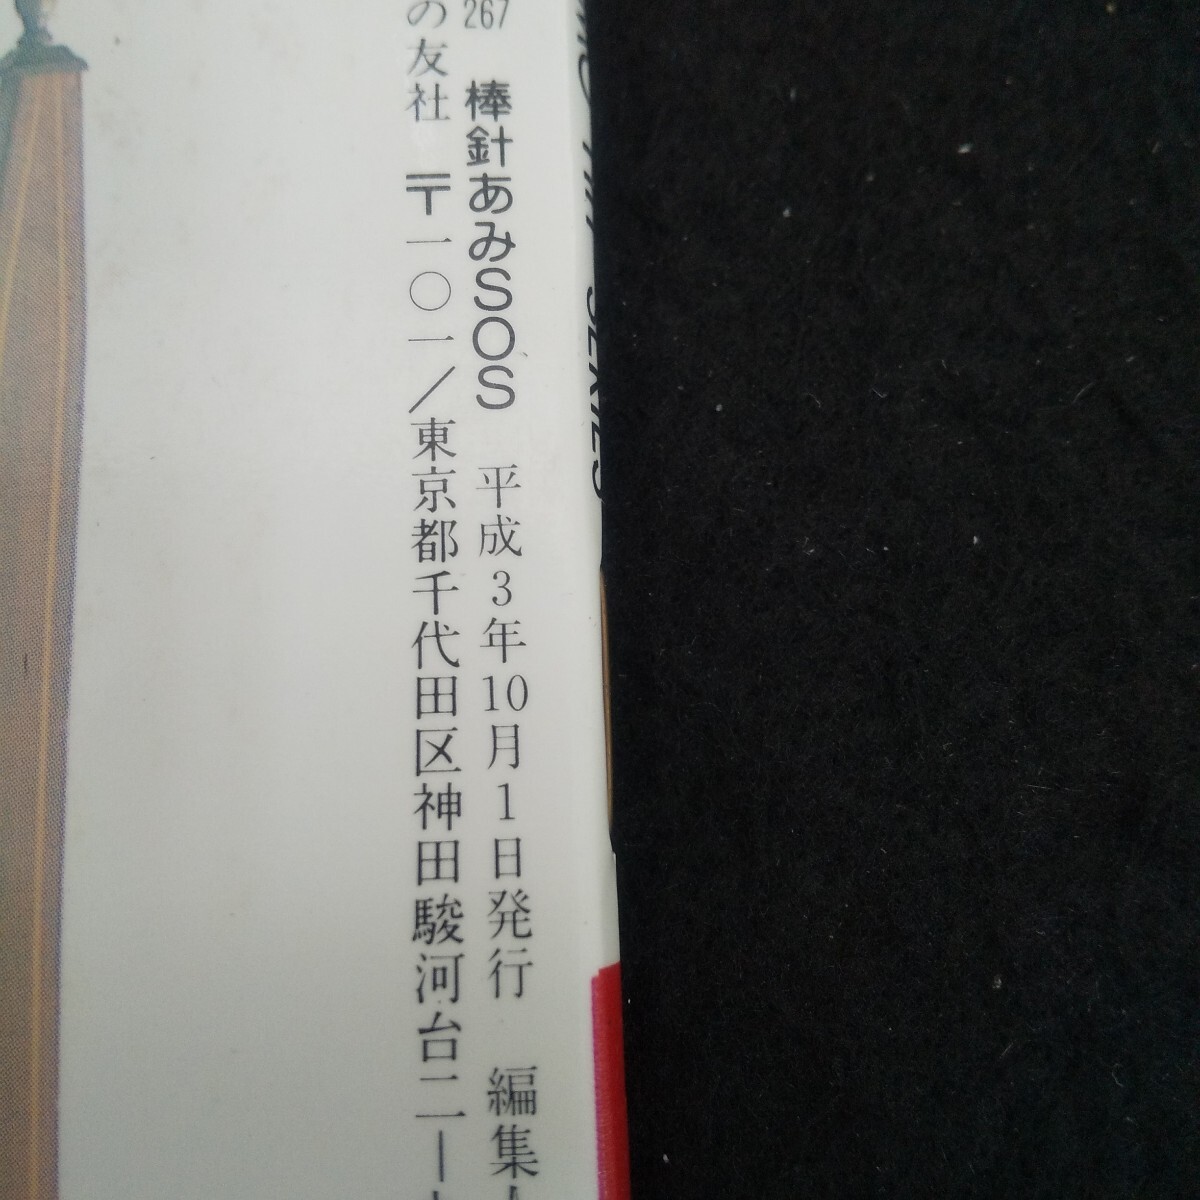 267 棒針あみSOS 平成3年10月1日発行 編集
の友社 〒一〇一/東京都千代田区神田駿河台二ー
SERIES